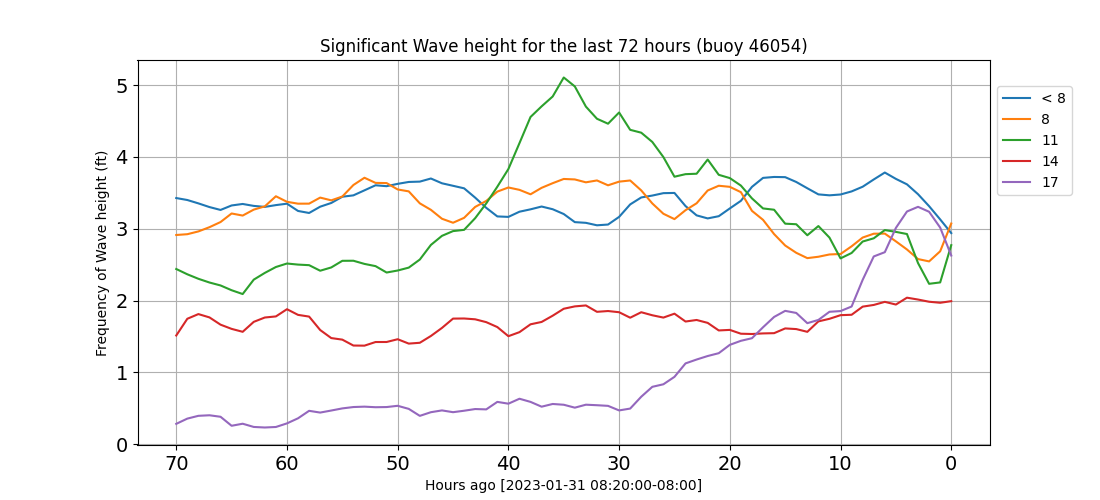 Significant Wave height for the last 72 hours (buoy 46054)
Frequency of Wave height (ft)
5
4
3
2
1
0
70 60 50 40 30 20 10 0
Hours ago [2023-01-31 08:20:00-08:00]
< 8
8
11
14
17